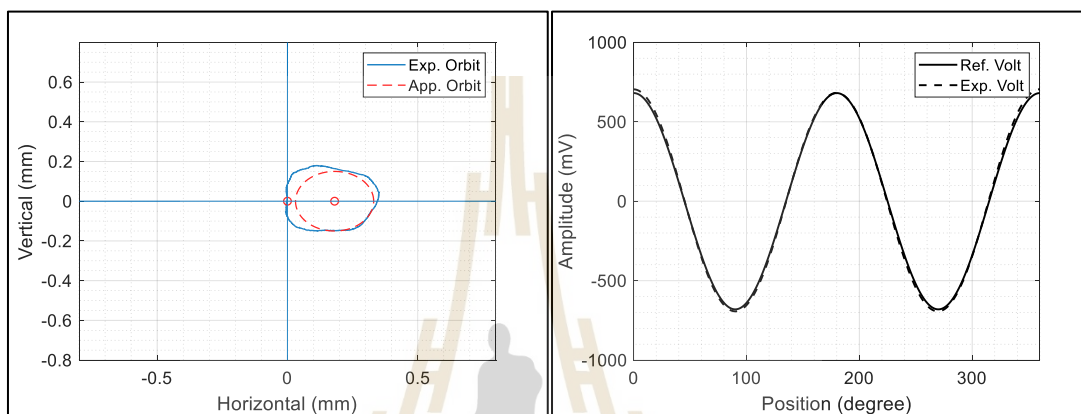 Exp. Orbit
App. Orbit
Vertical (mm)
0.6
0.4
0.2
0
-0.2
-0.4
-0.6
-0.8
-0.5
0
0.5
Horizontal (mm)
Ref. Volt
Exp. Volt
Amplitude (mV)
1000
500
0
-500
-1000
0
100
200
300
Position (degree)